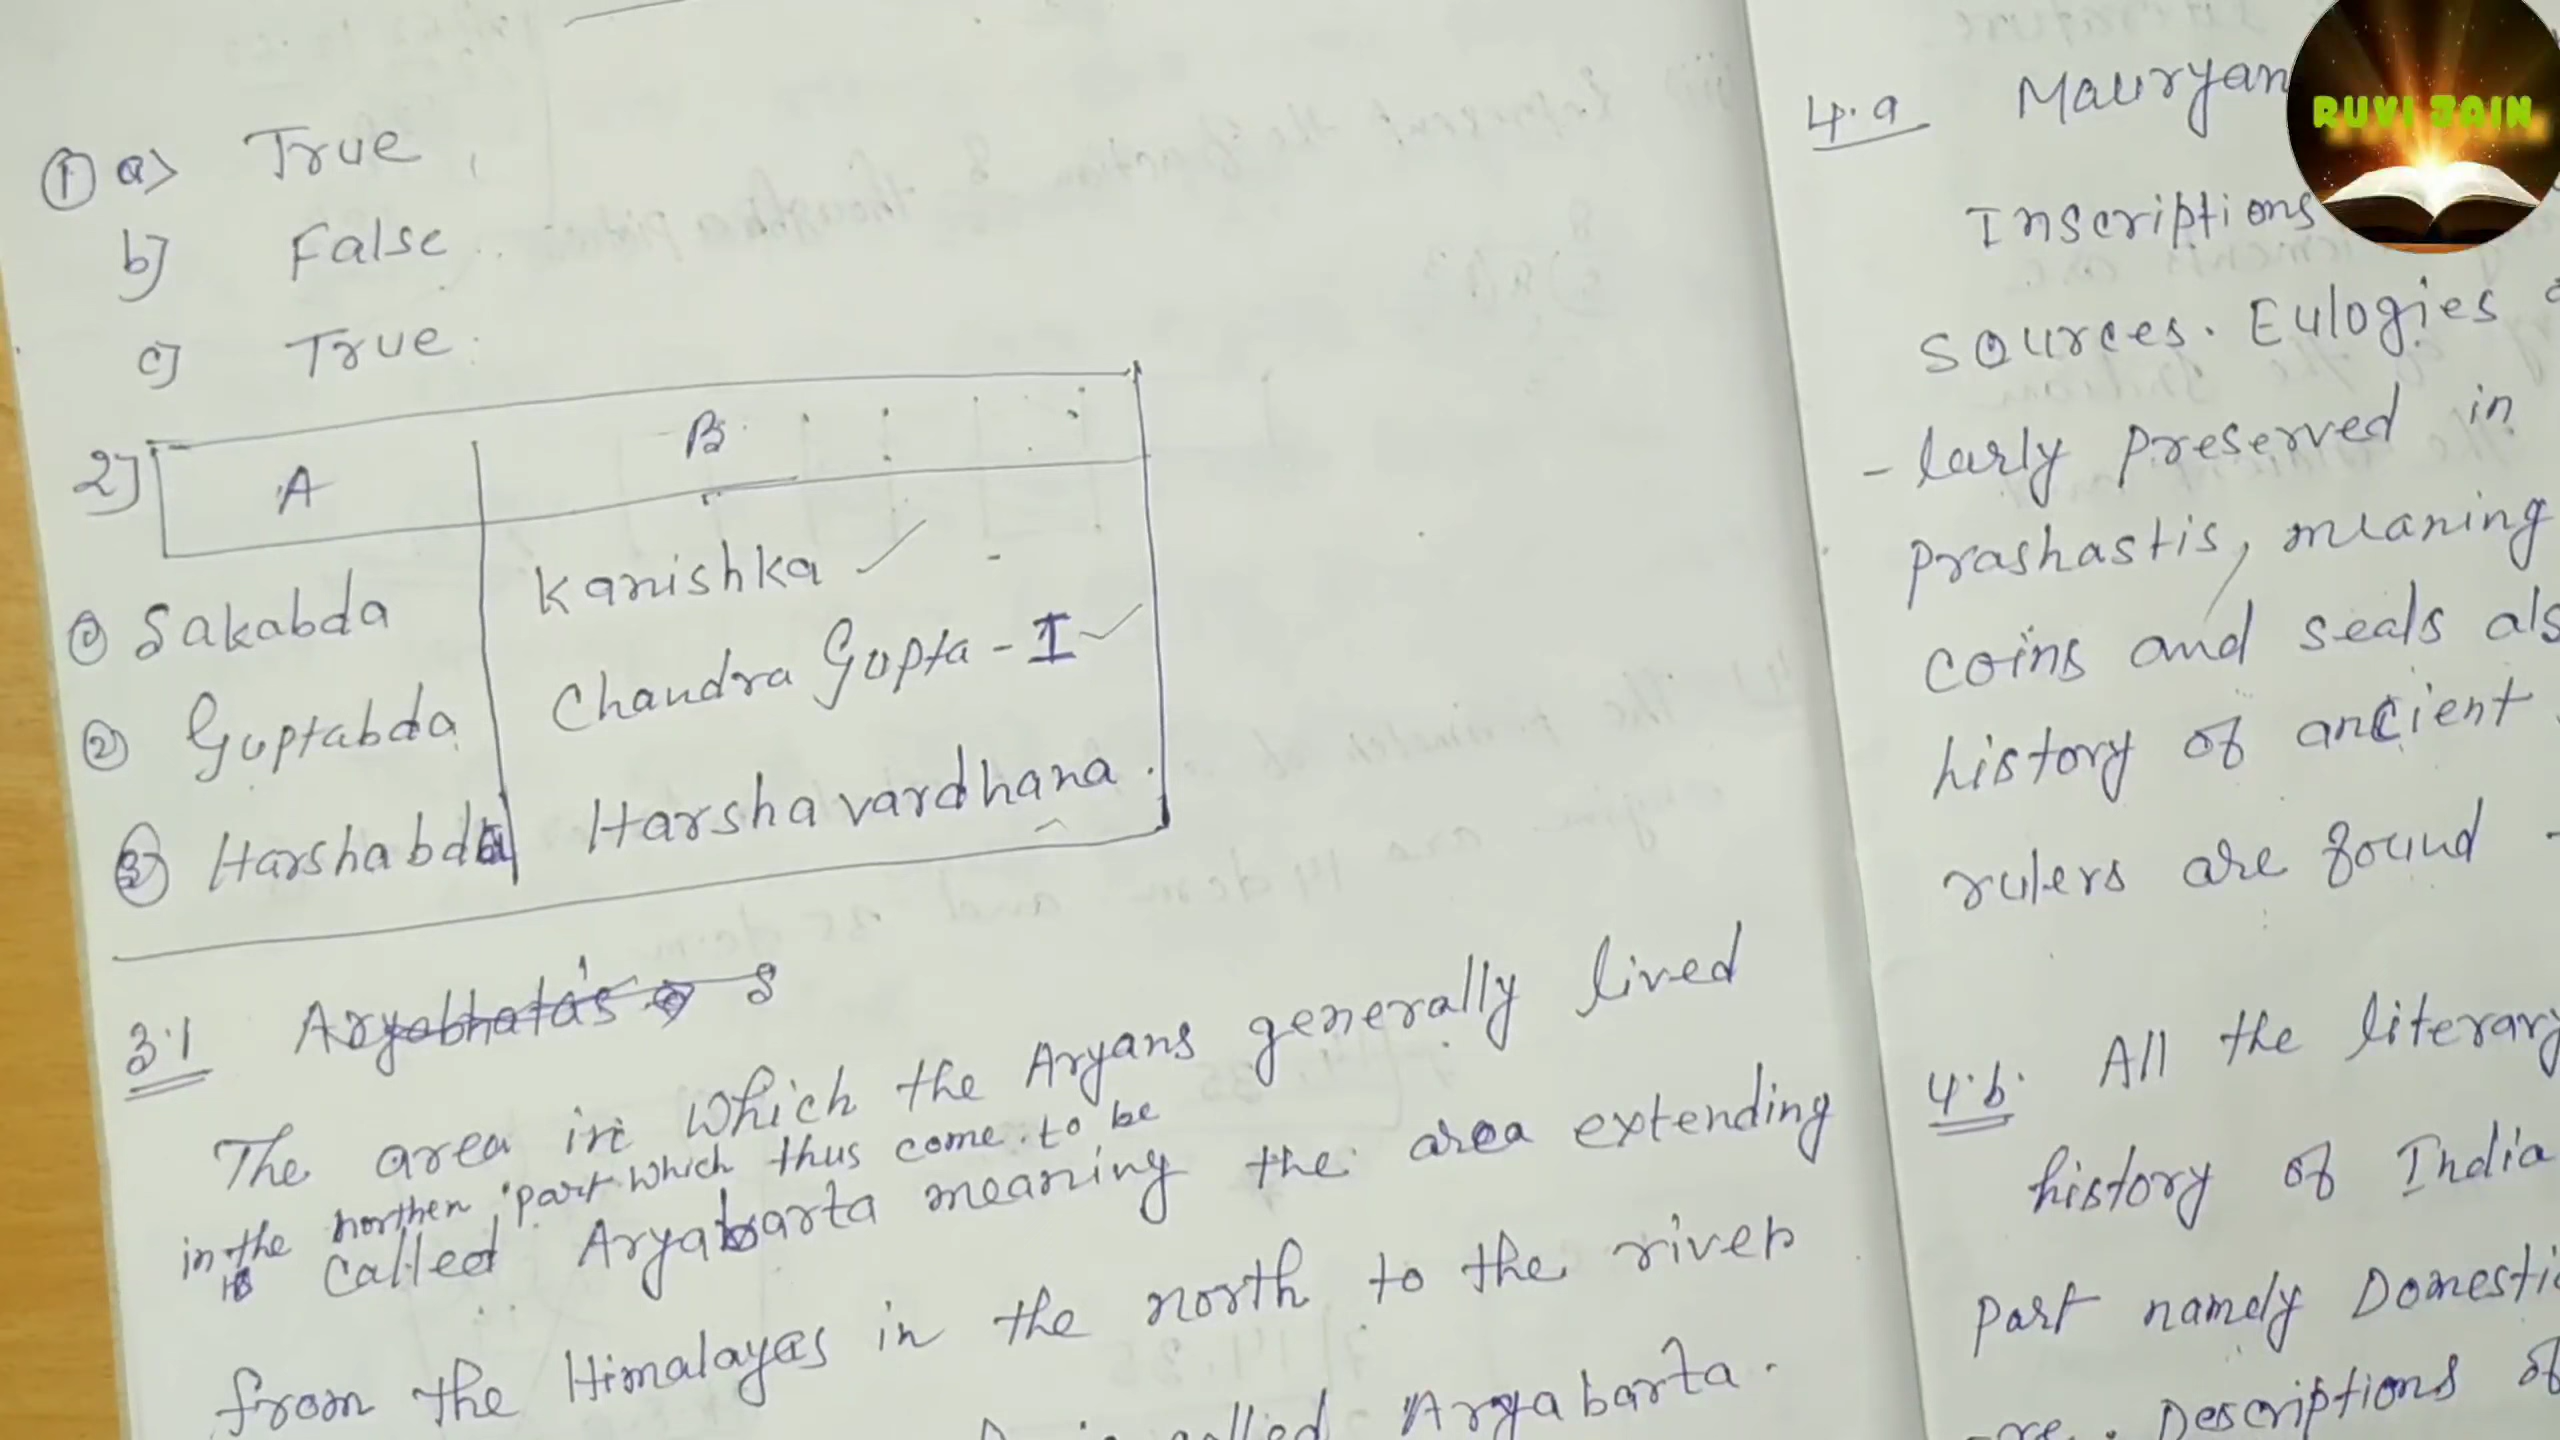 ① a> True
b] False
c] True
2] A B
① Sakabda Kanishka
② Guptabda Chandra Gupta - I
③ Harshabda Harshavardhana.
3.1
The area in which the Aryans generally lived
in the northen part which thus come to be
called Aryabarta meaning the area extending
from the Himalayas in the north to the river
called Aryabarta.
4.a Mauryan
Inscriptions
Sources. Eulogies
- larly preserved in
prashastis, meaning
coins and seals als
history of ancient
rulers are found
4.b. All the literary
history of India
part namely Domesti
-re. Descriptions of
RUVI JAIN